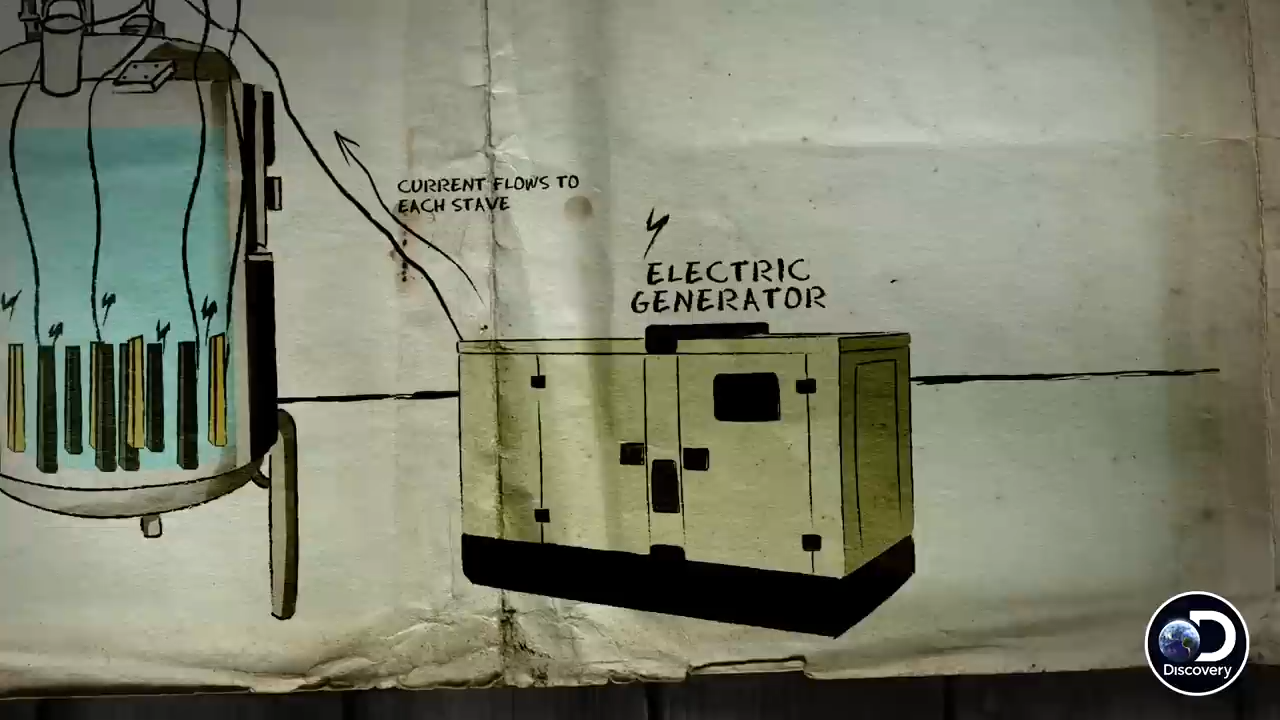 CURRENT FLOWS TO
EACH STAVE
ELECTRIC
GENERATOR
Discovery